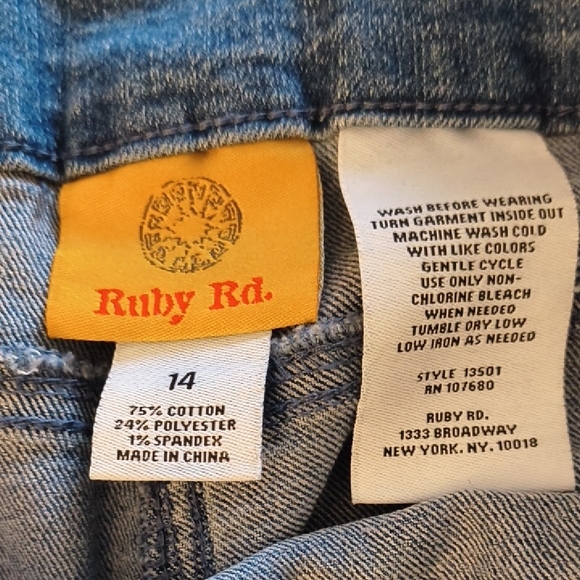 Ruby Rd.
14
75% COTTON
24% POLYESTER
1% SPANDEX
MADE IN CHINA
WASH BEFORE WEARING
TURN GARMENT INSIDE OUT
MACHINE WASH COLD
WITH LIKE COLORS
GENTLE CYCLE
USE ONLY NON-
CHLORINE BLEACH
WHEN NEEDED
TUMBLE DRY LOW
LOW IRON AS NEEDED
STYLE 13501
RN 107680
RUBY RD.
1333 BROADWAY
NEW YORK. NY. 10018